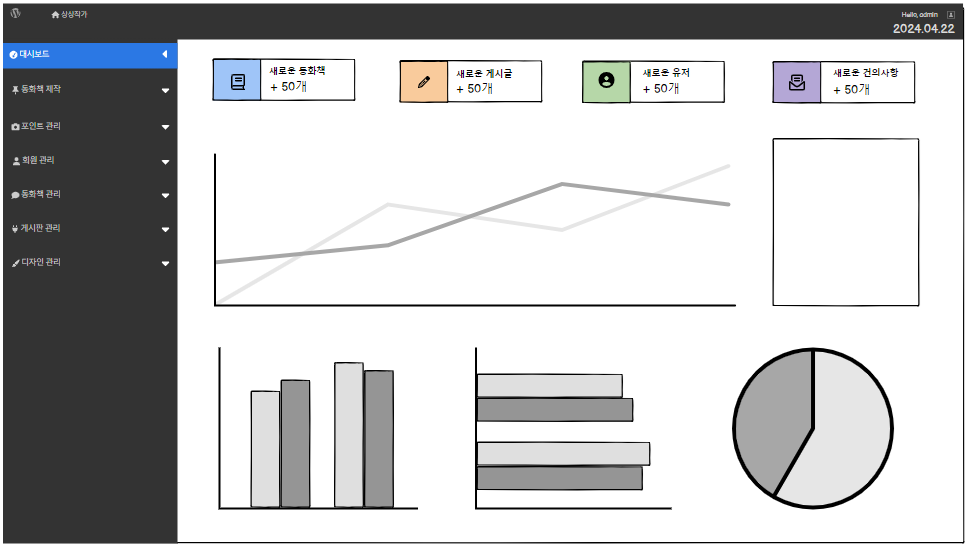 상상작가
Hello, admin
2024.04.22
대시보드
동화책 제작
포인트 관리
회원 관리
동화책 관리
게시판 관리
디자인 관리
새로운 동화책
+ 50개
새로운 게시글
+ 50개
새로운 유저
+ 50개
새로운 건의사항
+ 50개